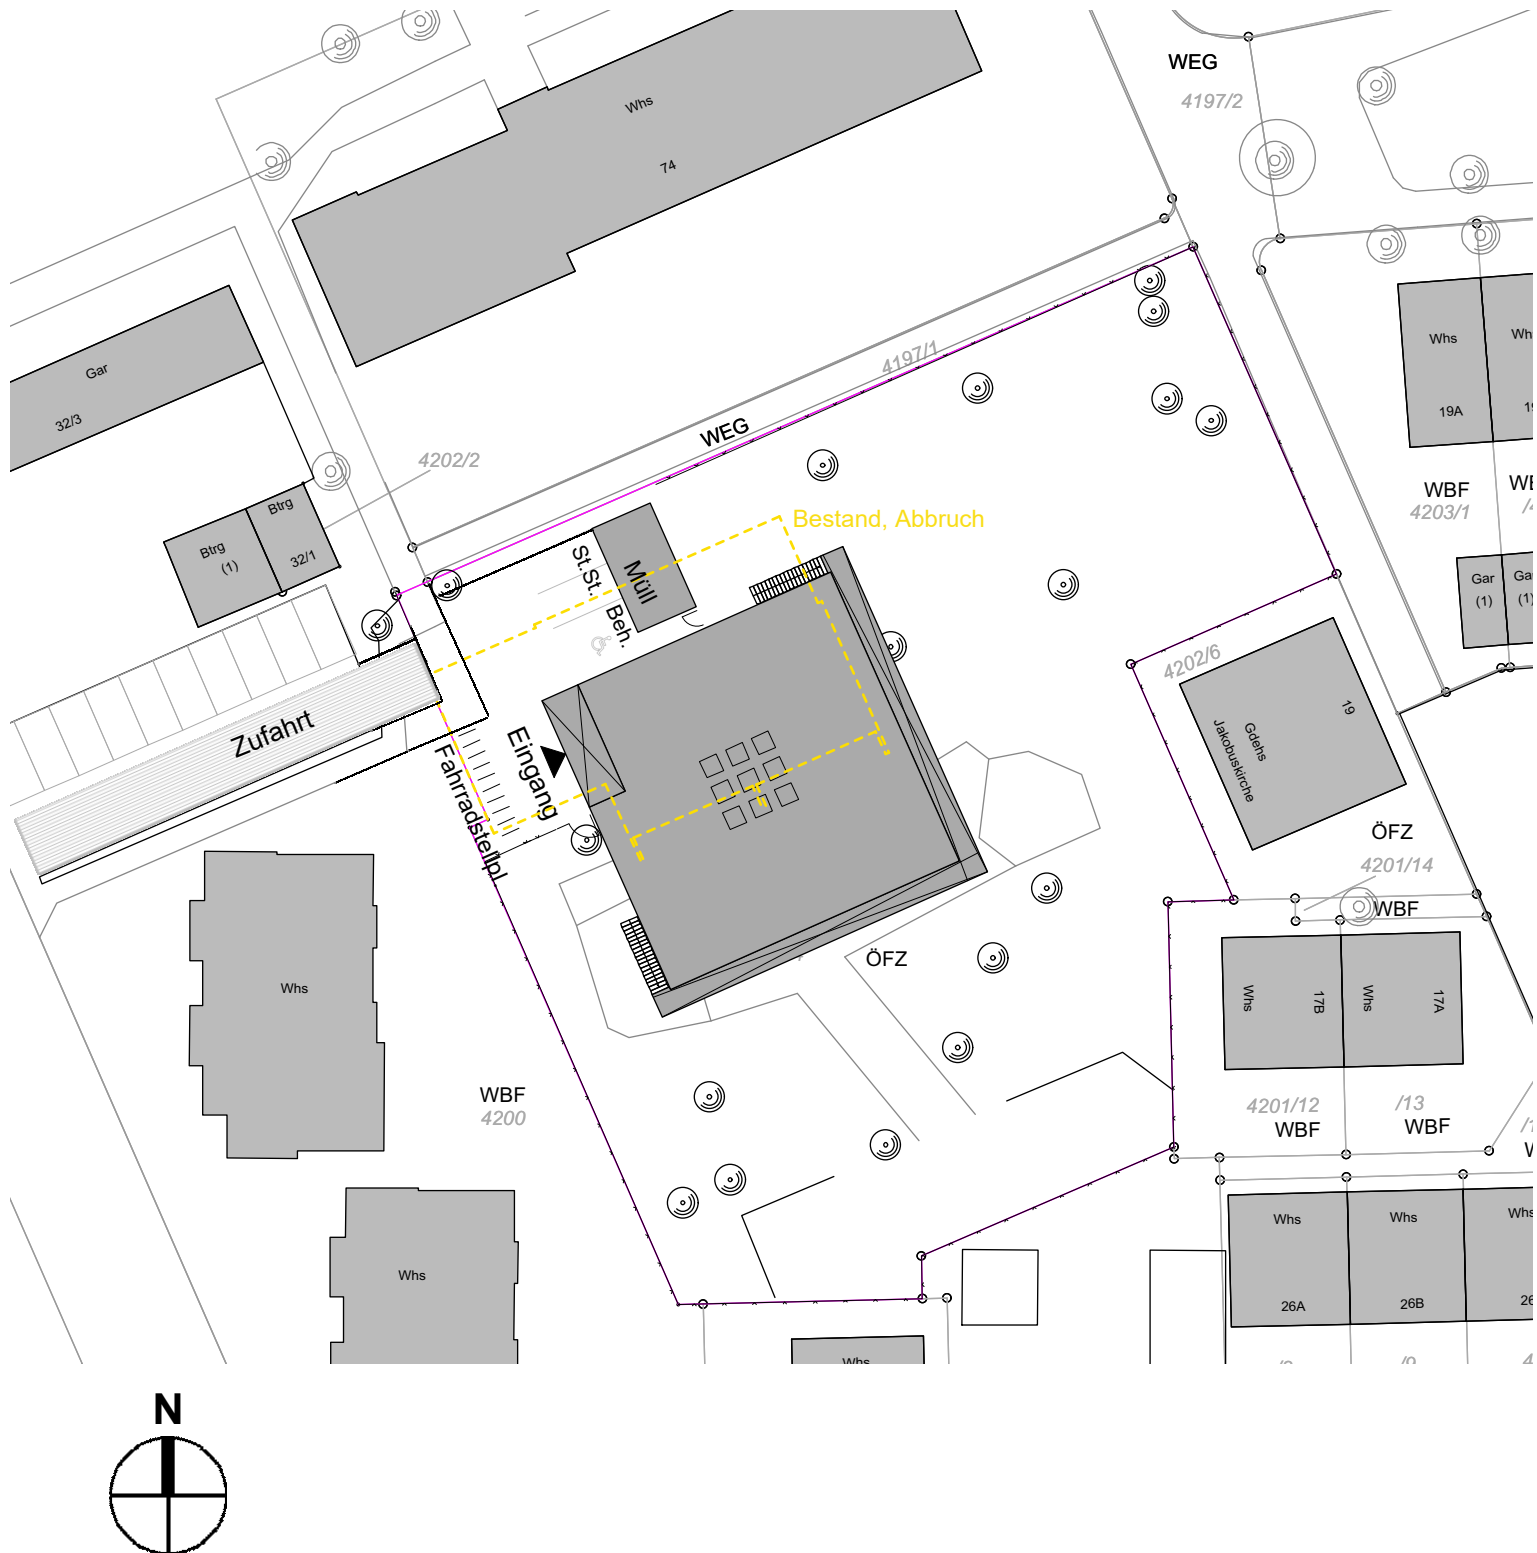 WEG
4197/2
Whs
74
Gar
32/3
4197/1
WEG
4202/2
Btrg
(1)
Btrg
32/1
Bestand, Abbruch
St.St.
Beh.
Müll
Whs
19A
WBF
4203/1
Gar
(1)
(1)
4202/6
Gdehs
Jakobuskirche
19
Zufahrt
Eingang
Fahrradstellpl.
ÖFZ
4201/14
WBF
ÖFZ
Whs
17B
Whs
17A
Whs
WBF
4200
4201/12
WBF
/13
WBF
Whs
Whs
26A
Whs
26B
Whs
Whs
N